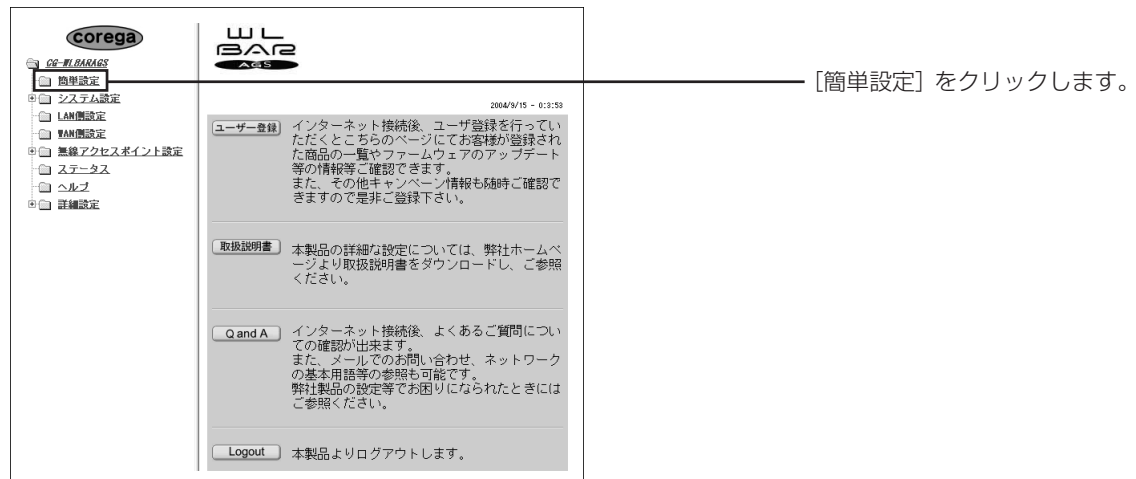 corega
CG-WLBARAGS
簡単設定
システム設定
LAN側設定
WAN側設定
無線アクセスポイント設定
ステータス
ヘルプ
詳細設定
WL
BAR
AGS
2004/9/15 - 0:3:53
ユーザー登録
インターネット接続後、ユーザ登録を行ってい
ただくとこちらのページにてお客様が登録され
た商品の一覧やファームウェアのアップデート
等の情報等ご確認できます。
また、その他キャンペーン情報も随時ご確認で
きますので是非ご登録下さい。
取扱説明書
本製品の詳細な設定については、弊社ホームペ
ージより取扱説明書をダウンロードし、ご参照
ください。
Q and A
インターネット接続後、よくあるご質問につい
ての確認が出来ます。
また、メールでのお問い合わせ、ネットワーク
の基本用語等の参照も可能です。
弊社製品の設定等でお困りになられたときには
ご参照ください。
Logout
本製品よりログアウトします。
［簡単設定］をクリックします。